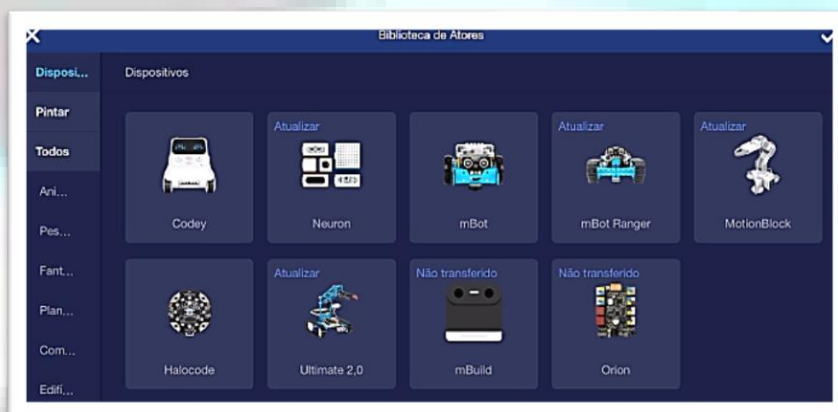 Biblioteca de Atores
Disposi...
Dispositivos
Pintar
Todos
Ani...
Pes...
Fant...
Plan...
Com...
Edifi...
Codey
Atualizar
Neuron
mBot
Atualizar
mBot Ranger
Atualizar
MotionBlock
Halocode
Atualizar
Ultimate 2,0
Não transferido
mBuild
Não transferido
Orion